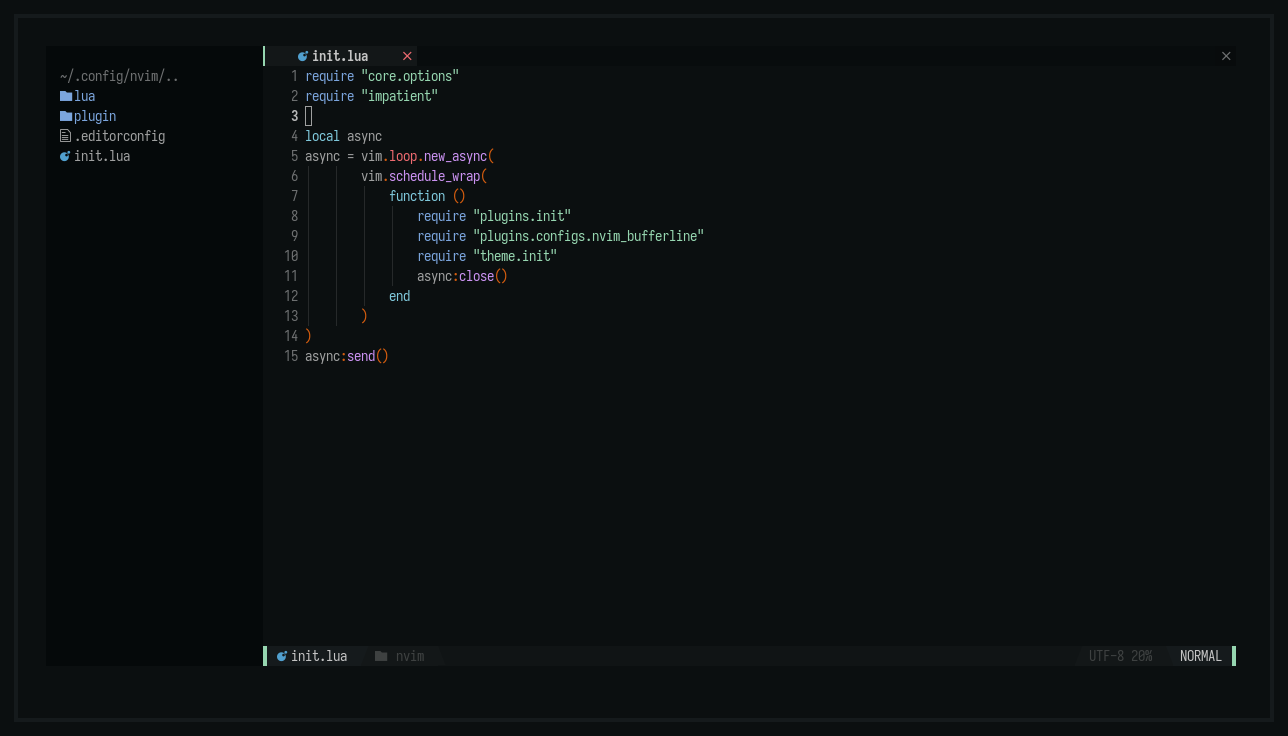 ~/.config/nvim/..
lua
plugin
.editorconfig
init.lua
init.lua ×
×
1 require "core.options"
2 require "impatient"
3
4 local async
5 async = vim.loop.new_async(
6         vim.schedule_wrap(
7             function ()
8                 require "plugins.init"
9                 require "plugins.configs.nvim_bufferline"
10                 require "theme.init"
11                 async:close()
12             end
13         )
14 )
15 async:send()
init.lua nvim UTF-8 20% NORMAL